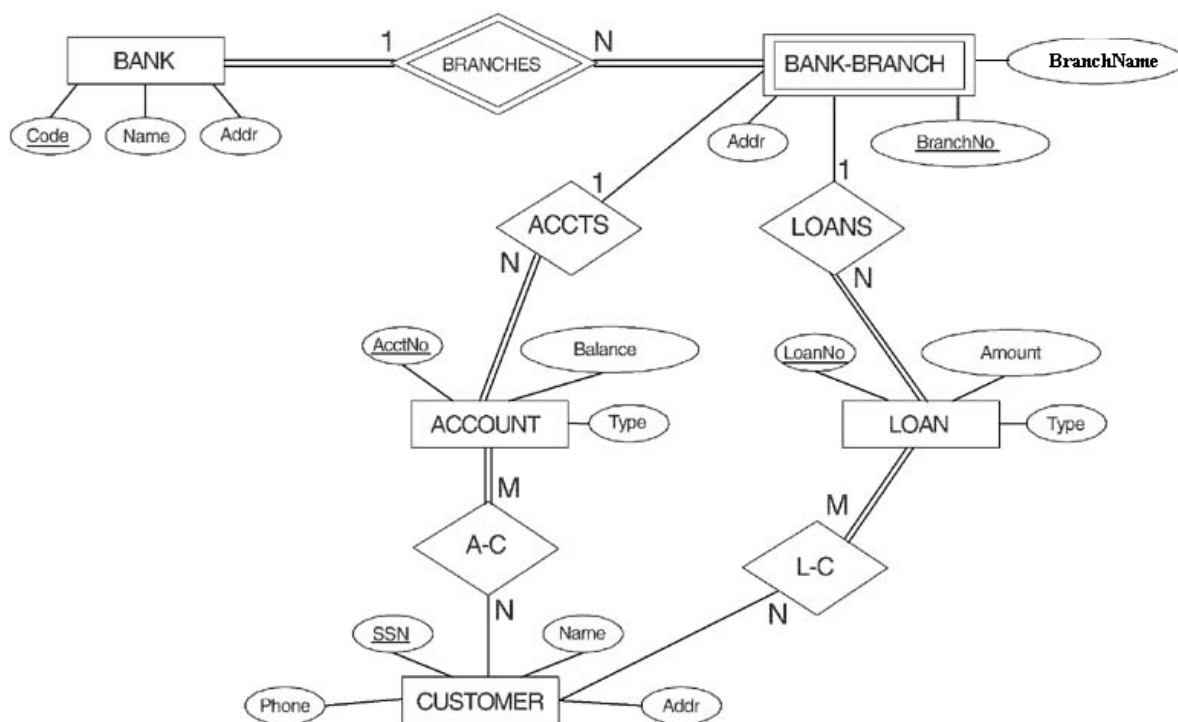 1
N
BANK
BRANCHES
BANK-BRANCH
BranchName
Code
Name
Addr
Addr
BranchNo
1
1
ACCTS
LOANS
N
N
AcctNo
Balance
LoanNo
Amount
ACCOUNT
Type
LOAN
Type
M
M
A-C
L-C
N
N
SSN
Name
Phone
CUSTOMER
Addr